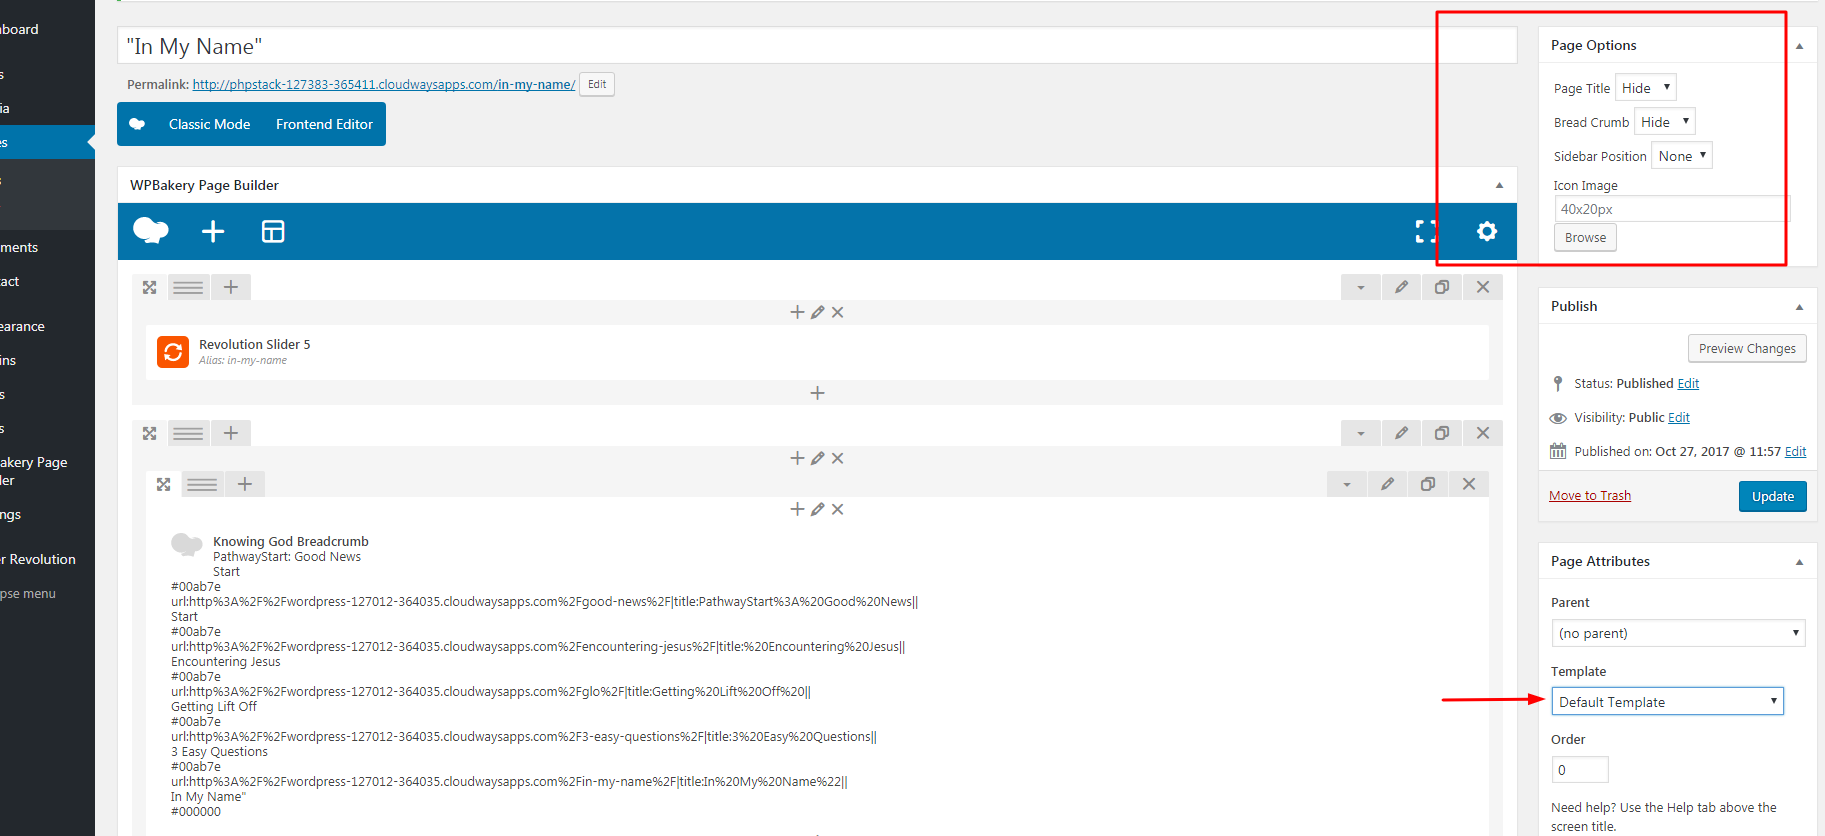 board
s
"In My Name"
Permalink: http://phpstack-127383-365411.cloudwaysapps.com/in-my-name/ Edit
ia
Classic Mode Frontend Editor
es
WPBakery Page Builder
ments
act
earance
ins
s
s
akery Page
er
ngs
er Revolution
pse menu
Revolution Slider 5
Alias: in-my-name
Knowing God Breadcrumb
PathwayStart: Good News
Start
#00ab7e
url:http%3A%2F%2Fwordpress-127012-364035.cloudwaysapps.com%2Fgood-news%2F|title:PathwayStart%3A%20Good%20News||
Start
#00ab7e
url:http%3A%2F%2Fwordpress-127012-364035.cloudwaysapps.com%2Fencountering-jesus%2F|title:%20Encountering%20Jesus||
Encountering Jesus
#00ab7e
url:http%3A%2F%2Fwordpress-127012-364035.cloudwaysapps.com%2Fglo%2F|title:Getting%20Lift%20Off%20||
Getting Lift Off
#00ab7e
url:http%3A%2F%2Fwordpress-127012-364035.cloudwaysapps.com%2F3-easy-questions%2F|title:3%20Easy%20Questions||
3 Easy Questions
#00ab7e
url:http%3A%2F%2Fwordpress-127012-364035.cloudwaysapps.com%2Fin-my-name%2F|title:In%20My%20Name%22||
In My Name"
#000000
Page Options
Page Title Hide
Bread Crumb Hide
Sidebar Position None
Icon Image
40x20px
Browse
Publish
Preview Changes
Status: Published Edit
Visibility: Public Edit
Published on: Oct 27, 2017 @ 11:57 Edit
Move to Trash Update
Page Attributes
Parent
(no parent)
Template
Default Template
Order
0
Need help? Use the Help tab above the
screen title.